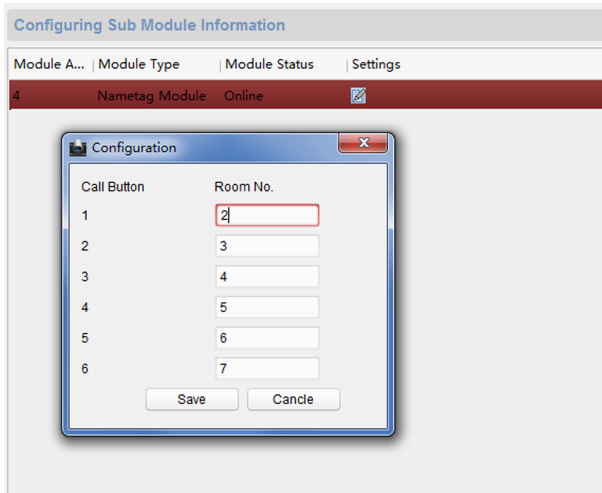 Configuring Sub Module Information
Module A... Module Type Module Status Settings
4 Nametag Module Online
Configuration
Call Button Room No.
1 2
2 3
3 4
4 5
5 6
6 7
Save Cancle